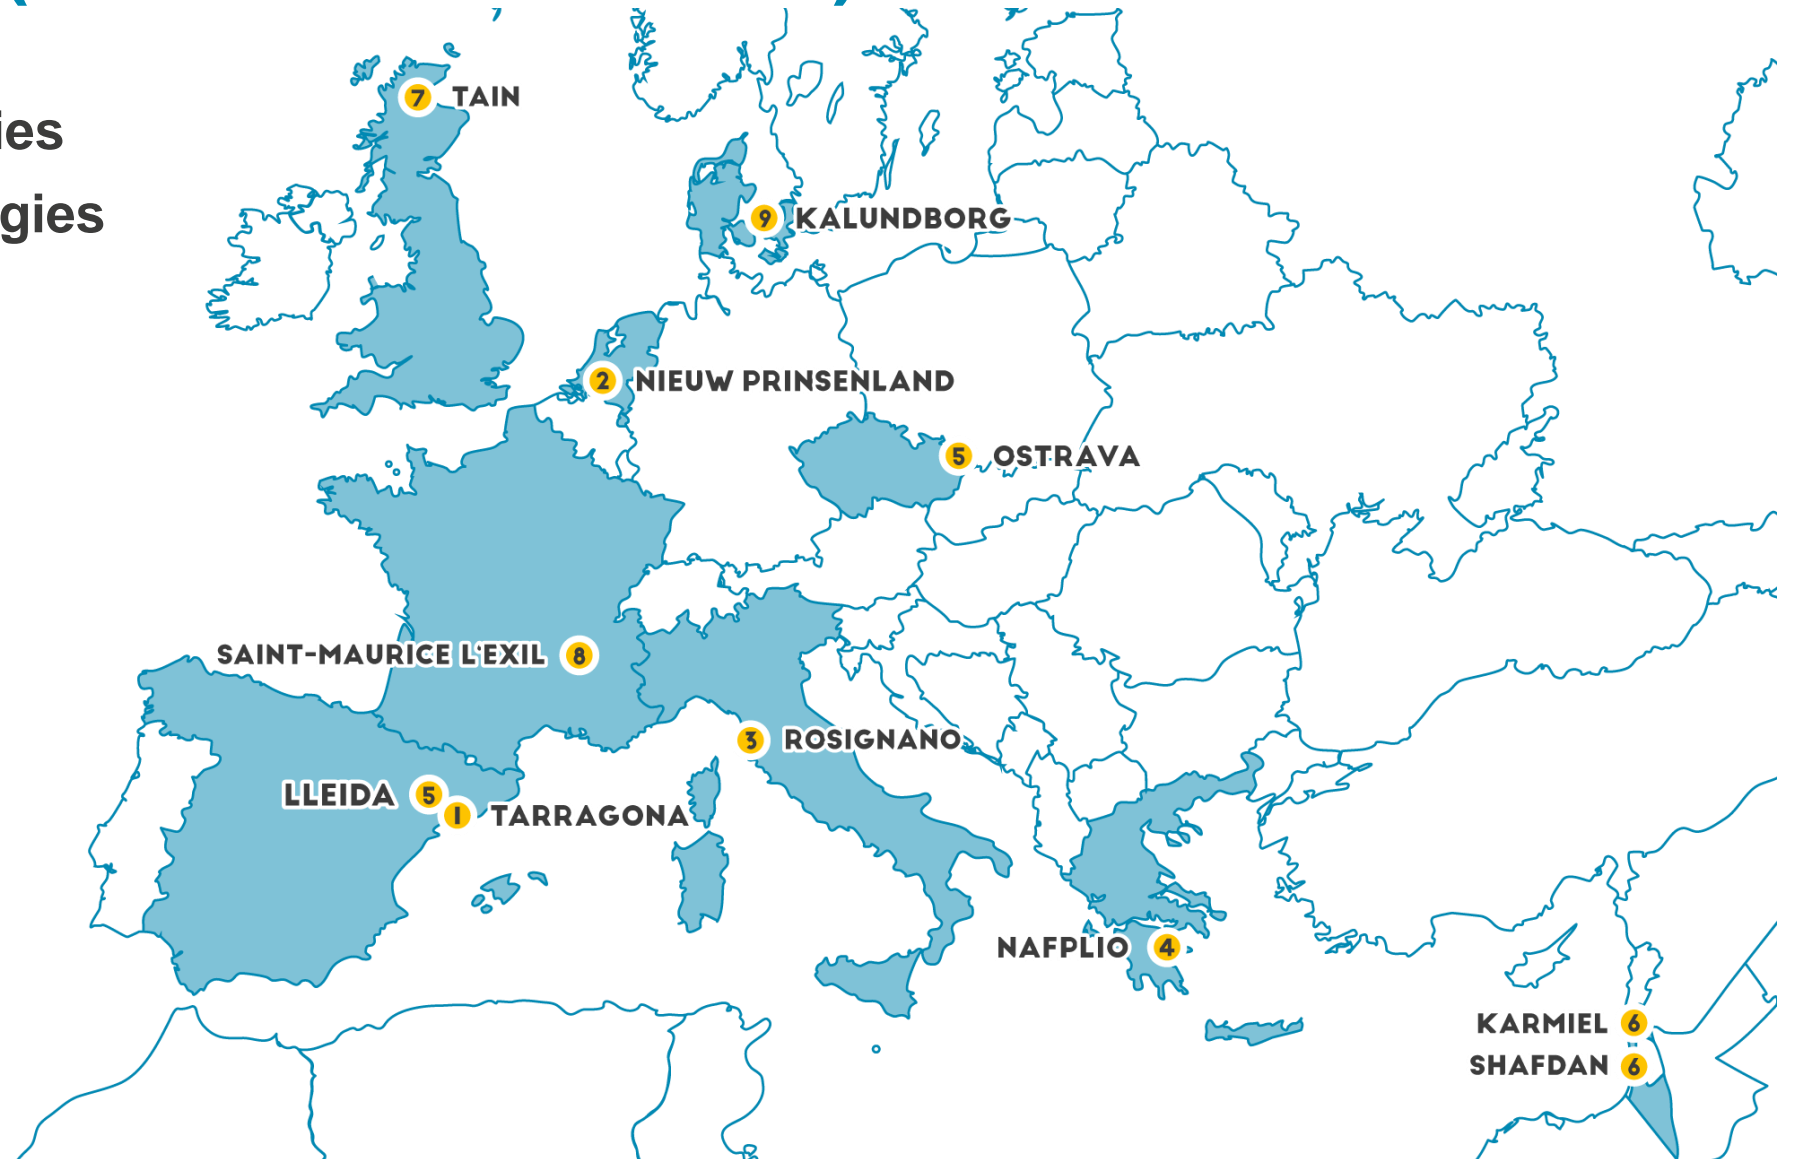 7 TAIN
ies
gies
9 KALUNDBORG
2 NIEUW PRINSENLAND
5 OSTRAVA
SAINT-MAURICE L'EXIL 8
3 ROSIGNANO
LLEIDA 5
1 TARRAGONA
NAFPLIO 4
KARMIEL 6
SHAFDAN 6